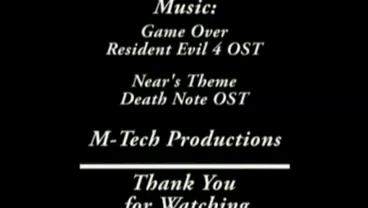 Music:
Game Over
Resident Evil 4 OST
Near's Theme
Death Note OST
M-Tech Productions
Thank You
for Watching